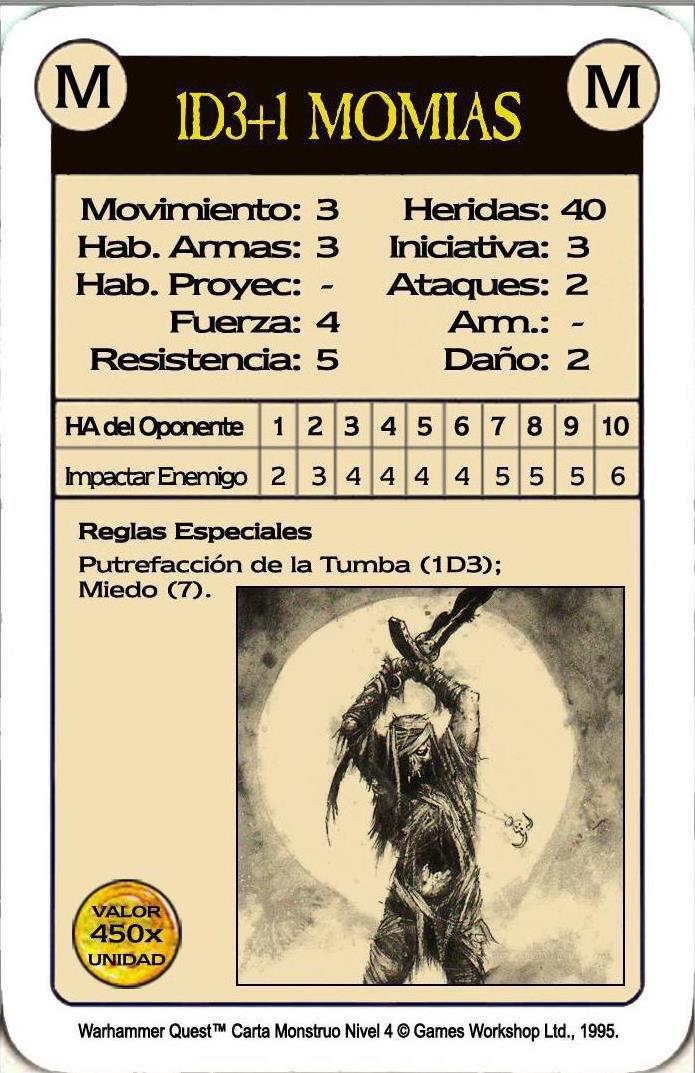 M
M
1D3+1 MOMIAS
Movimiento: 3 Heridas: 40
Hab. Armas: 3 Iniciativa: 3
Hab. Proyec: - Ataques: 2
Fuerza: 4 Arm.: -
Resistencia: 5 Daño: 2
HA del Oponente 1 2 3 4 5 6 7 8 9 10
Impactar Enemigo 2 3 4 4 4 4 5 5 5 6
Reglas Especiales
Putrefacción de la Tumba (1D3);
Miedo (7).
VALOR
450x
UNIDAD
Warhammer Quest™ Carta Monstruo Nivel 4 © Games Workshop Ltd., 1995.